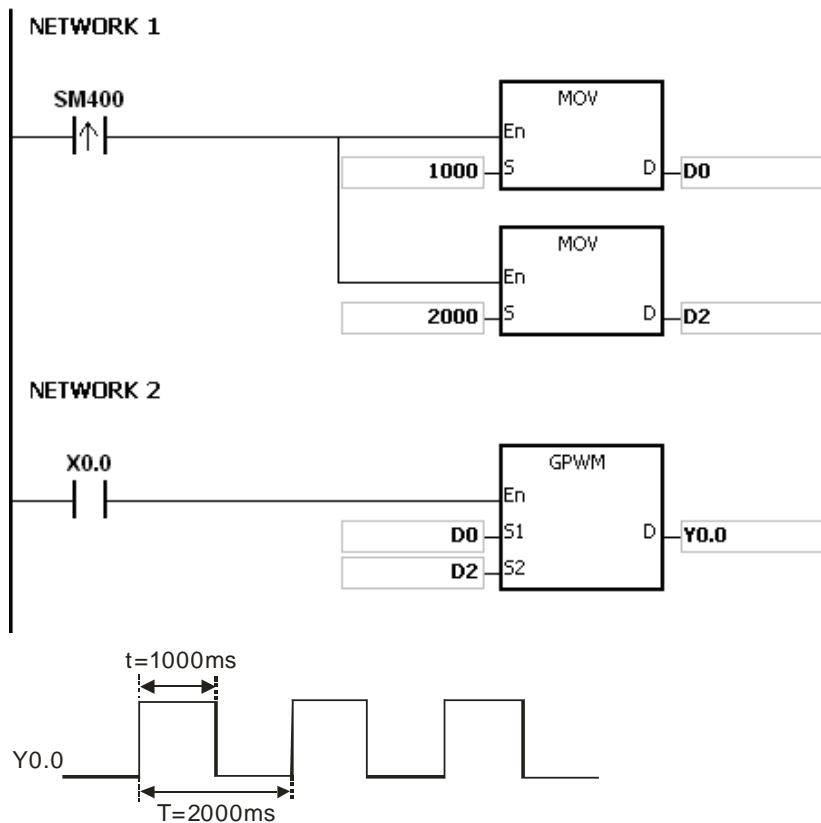 NETWORK 1
SM400
MOV
En
1000 S D D0
MOV
En
2000 S D D2
NETWORK 2
X0.0
GPWM
En
D0 S1 D Y0.0
D2 S2
t=1000ms
Y0.0
T=2000ms